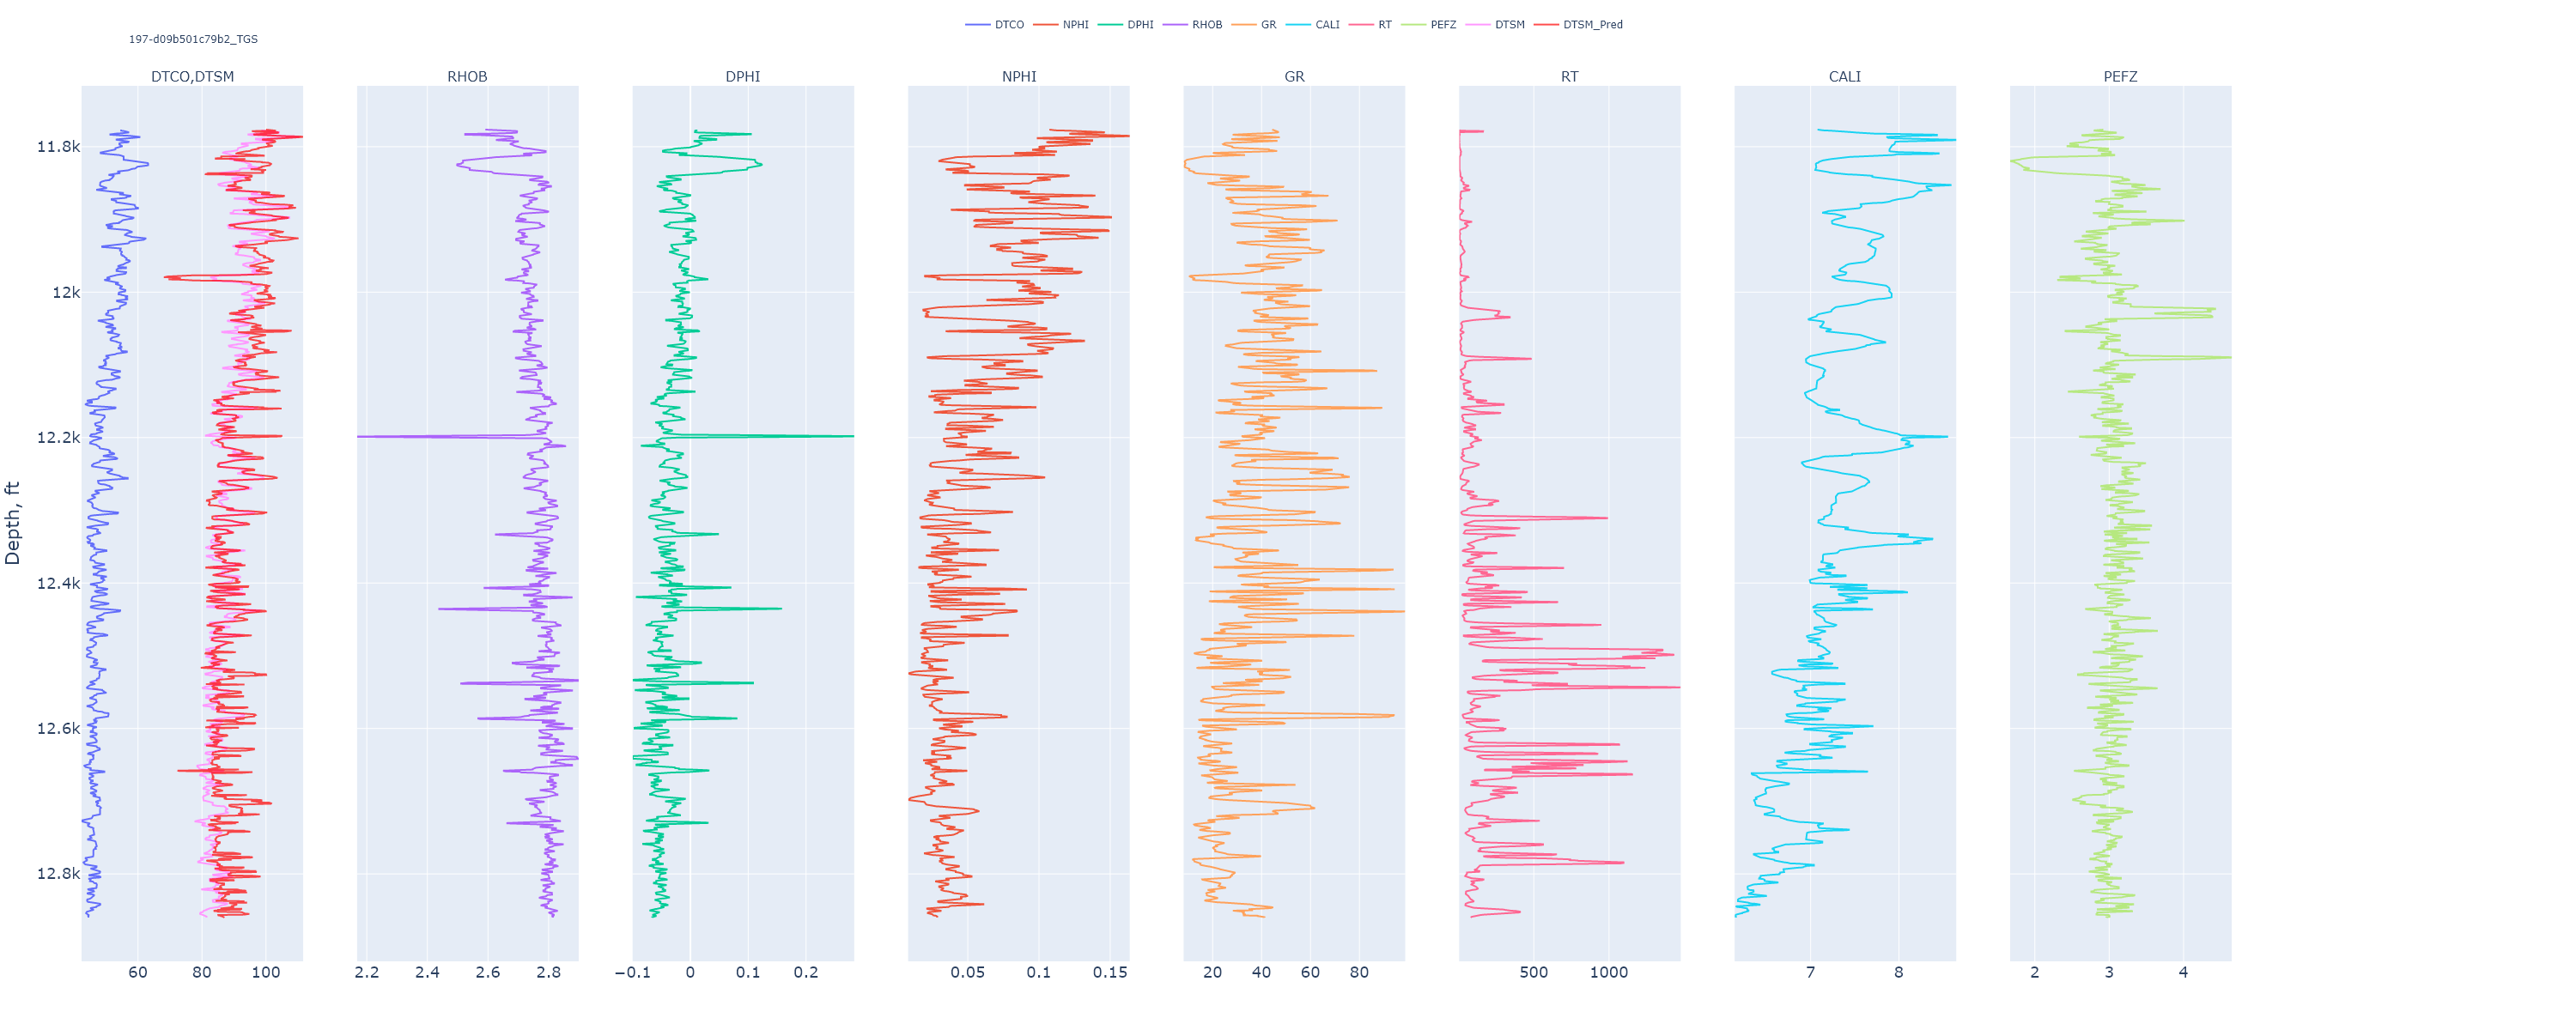 DTCO NPHI DPHI RHOB GR CALI RT PEFZ DTSM DTSM_Pred
197-d09b501c79b2_TGS
DTCO,DTSM RHOB DPHI NPHI GR RT CALI PEFZ
Depth, ft
11.8k
12k
12.2k
12.4k
12.6k
12.8k
60 80 100 2.2 2.4 2.6 2.8 −0.1 0 0.1 0.2 0.05 0.1 0.15 20 40 60 80 500 1000 7 8 2 3 4